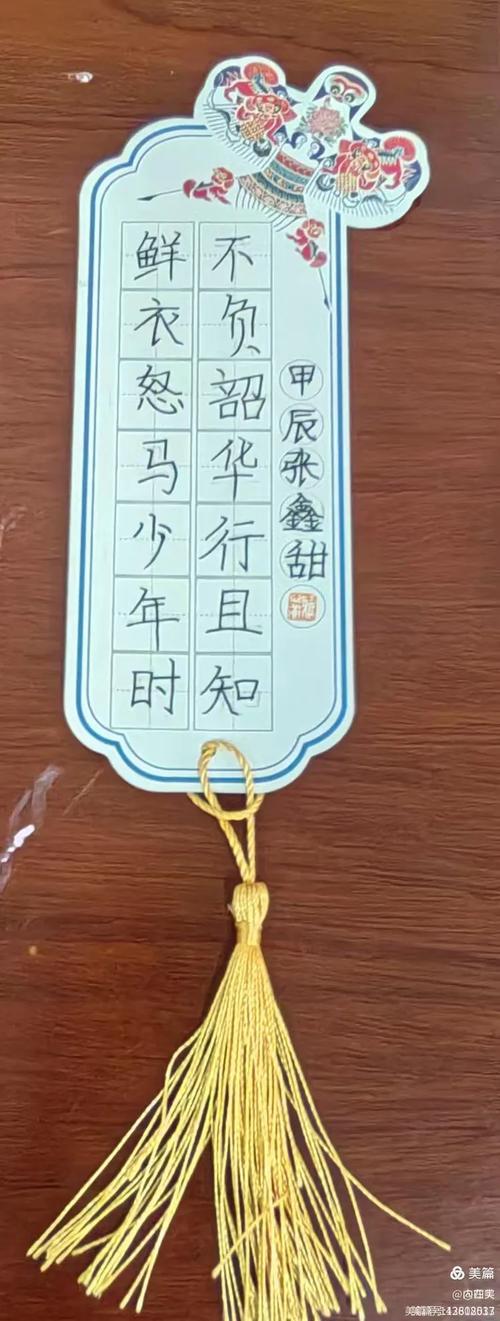 鲜衣怒马少年时
不负韶华行且知
甲辰张鑫甜
美篇